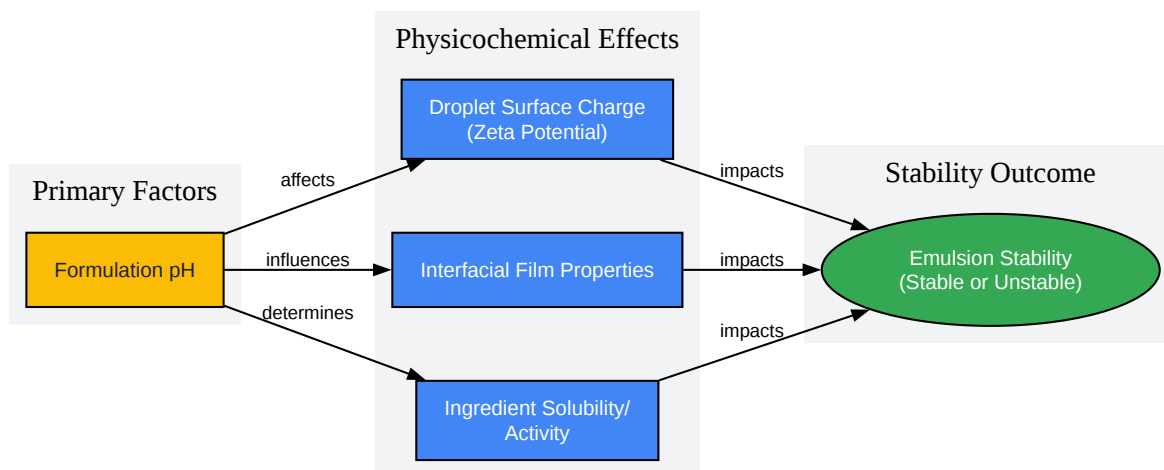 Primary Factors
Formulation pH
affects
influences
determines
Physicochemical Effects
Droplet Surface Charge
(Zeta Potential)
Interfacial Film Properties
Ingredient Solubility/
Activity
impacts
impacts
impacts
Stability Outcome
Emulsion Stability
(Stable or Unstable)